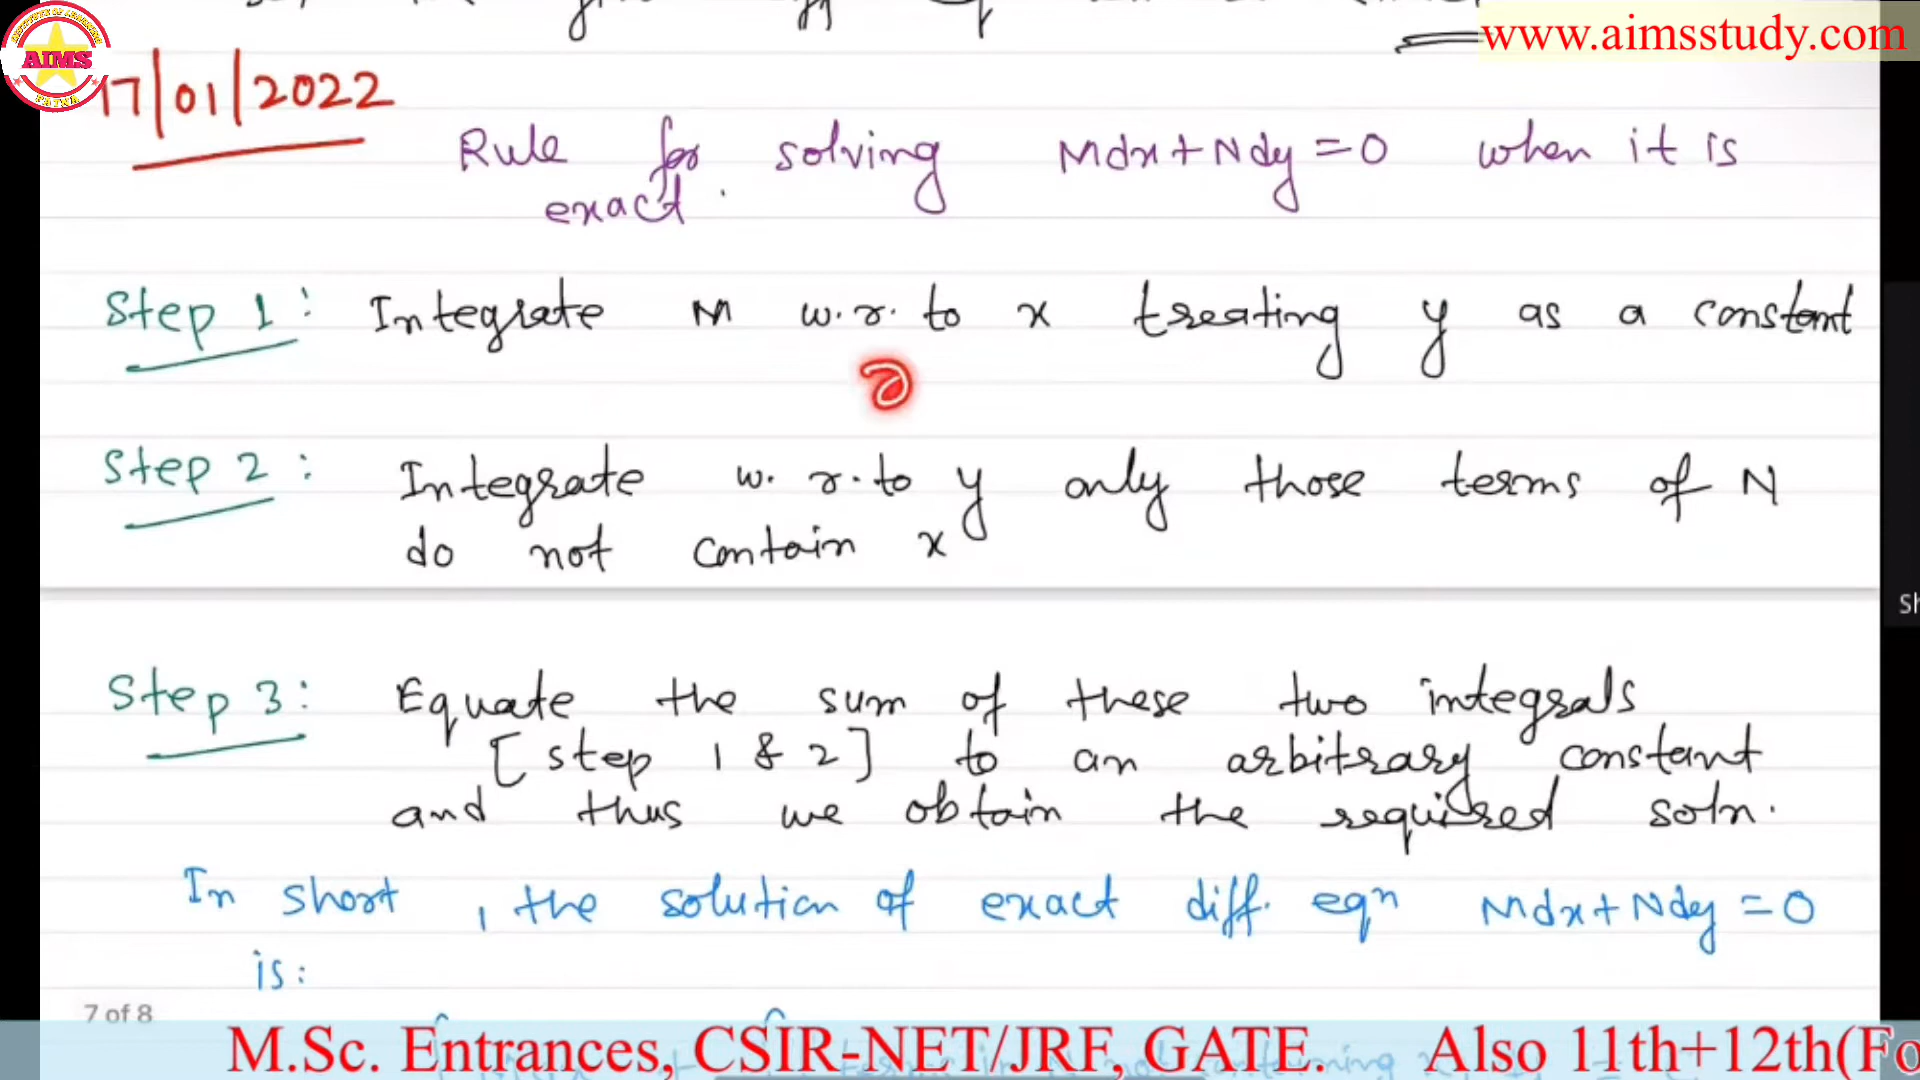 www.aimsstudy.com
AIMS
PATNA
17/01/2022
Rule for solving Mdx+Ndy=0 when it is
exact.
Step 1: Integrate M w.r. to x treating y as a constant
Step 2: Integrate w.r.to y only those terms of N
do not contain x
Sh
Step 3: Equate the sum of these two integrals
[step 1 & 2] to an arbitrary constant
and thus we obtain the required soln.
In short, the solution of exact diff. eqn Mdx+Ndy=0
is:
7 of 8
M.Sc. Entrances, CSIR-NET/JRF, GATE. Also 11th+12th(Fo